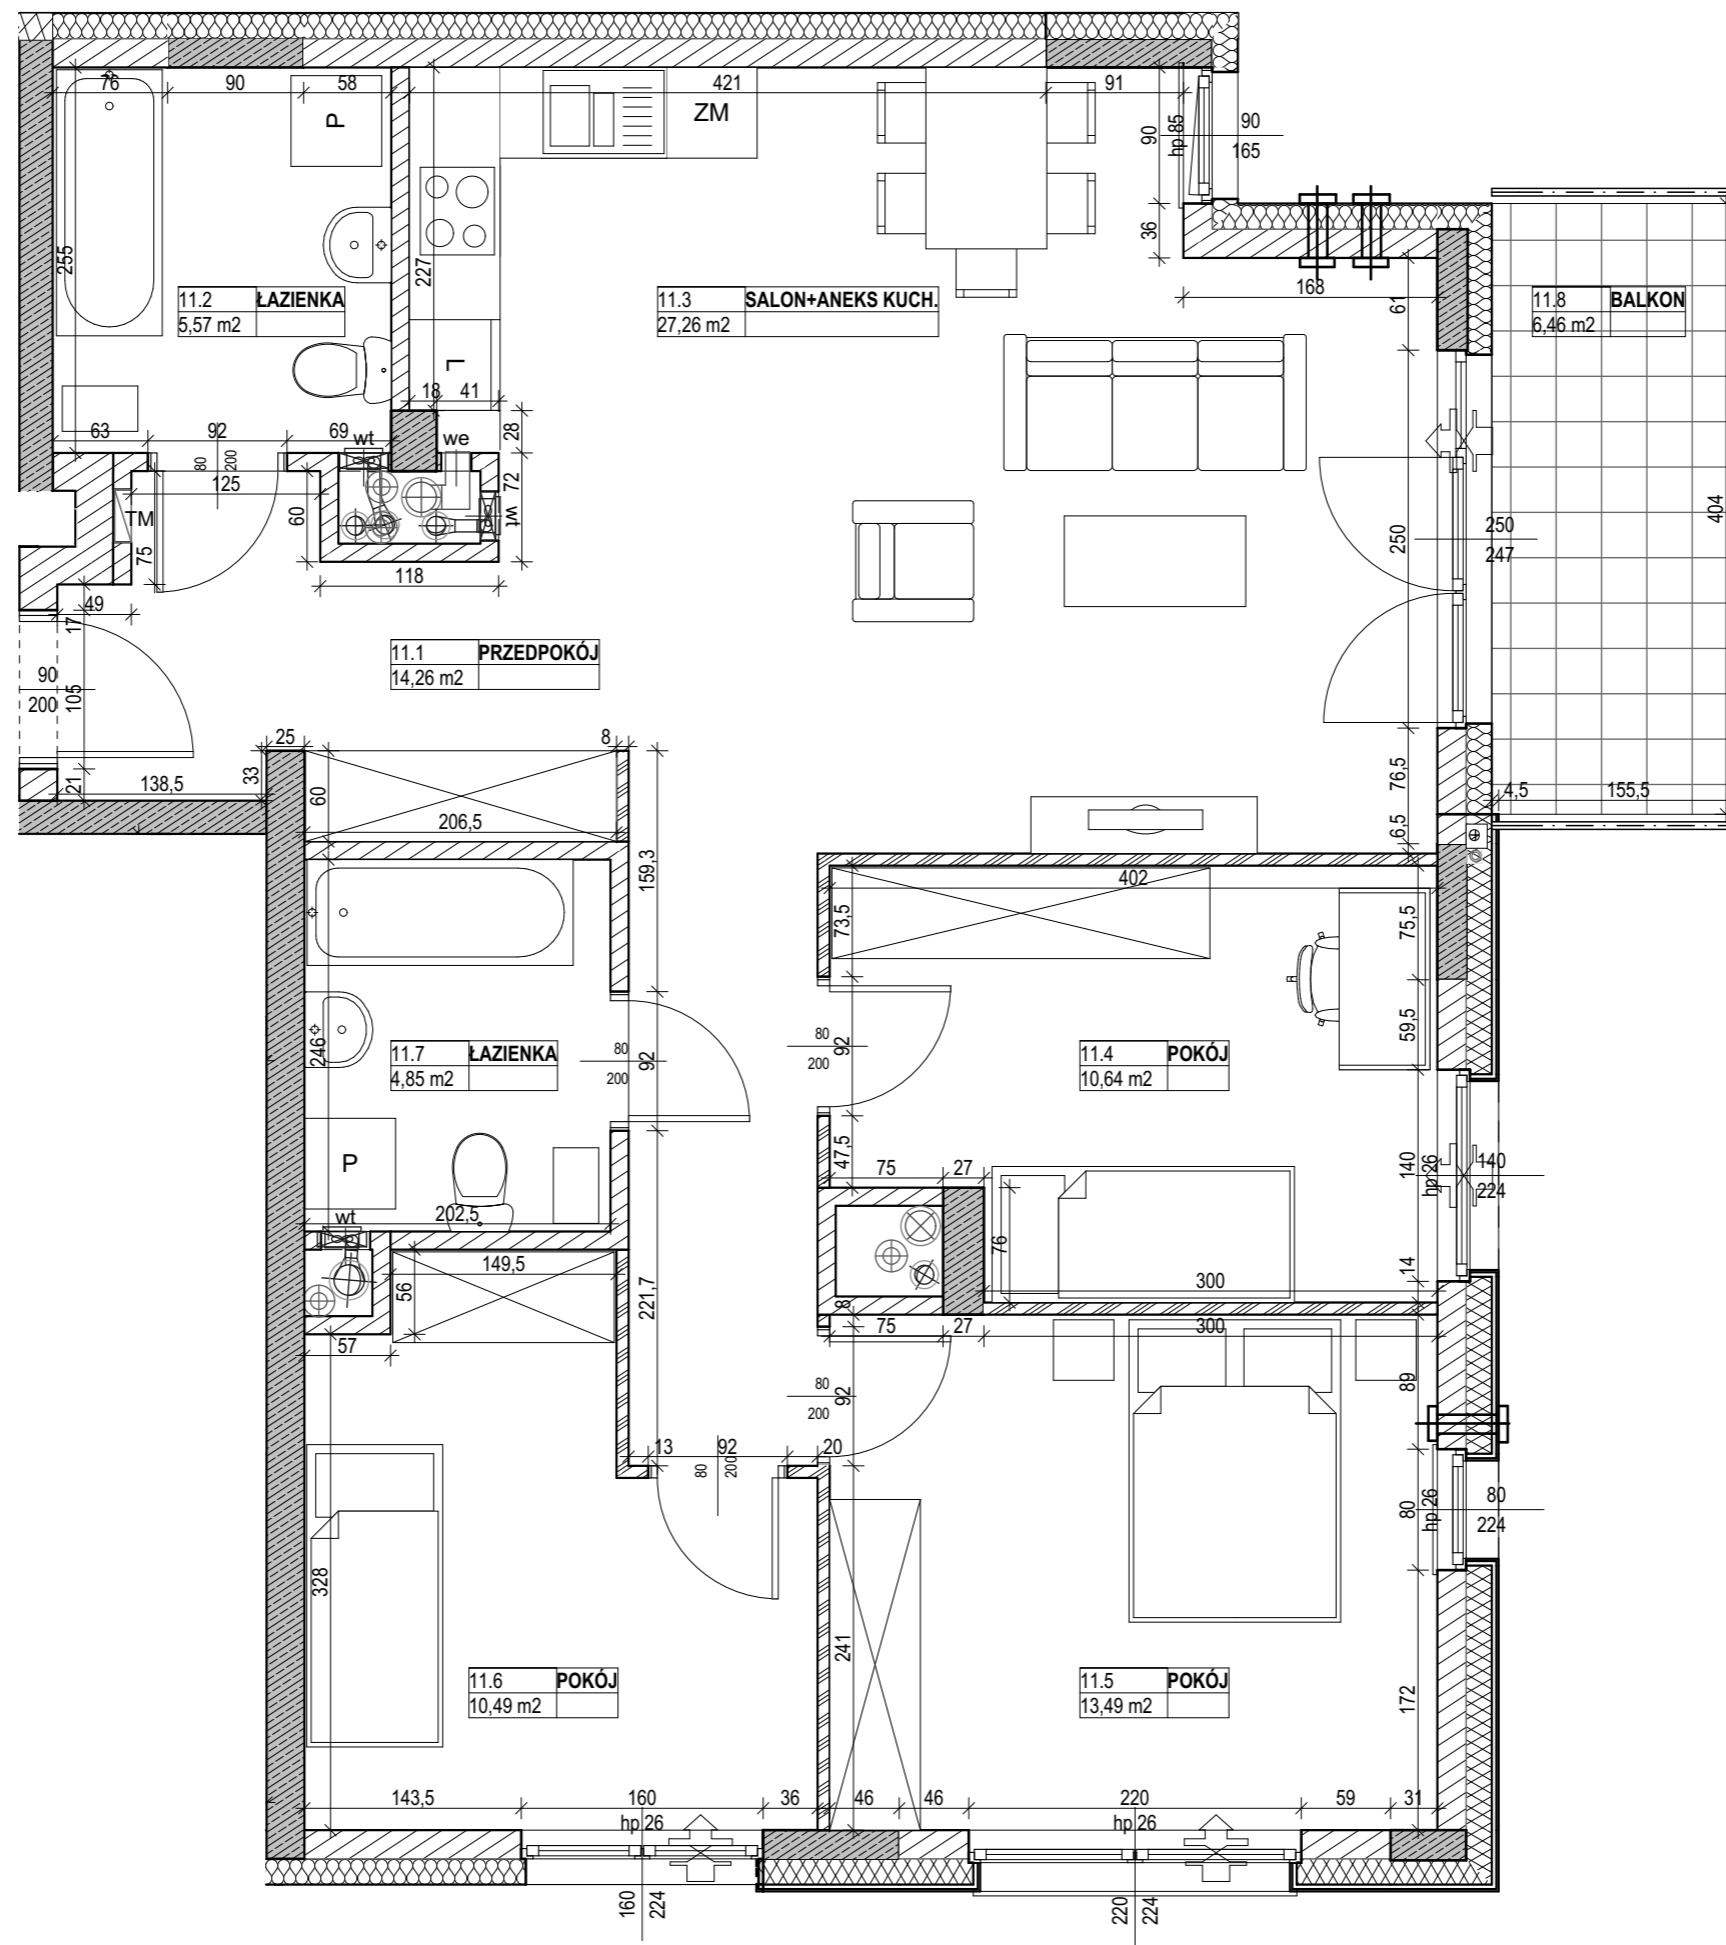 76 90 58 421 91
P
ZM
90
hp 85
90
165
36
255
227
11.2 ŁAZIENKA
5,57 m2
11.3 SALON+ANEKS KUCH.
27,26 m2
168
61
11.8 BALKON
6,46 m2
L
18 41
63 92 69
wt we
28
80
200
125
72
TM
60
wt
75
118
250
250
247
404
49
17
11.1 PRZEDPOKÓJ
14,26 m2
90
200
105
25 8
33
21
138,5
60
206,5
76,5
4,5 155,5
6,5
159,3
402
73,5
75,5
59,5
246
11.7 ŁAZIENKA
4,85 m2
80
200
92
80
200
92
11.4 POKÓJ
10,64 m2
47,5
140
hp 26
140
224
P
75 27
wt
202,5
76
14
149,5
56
300
221,7
8
57
75 27 300
89
80
200
92
13 92 20
80
200
80
hp 26
80
224
328
241
11.6 POKÓJ
10,49 m2
11.5 POKÓJ
13,49 m2
172
143,5 160 36 46 46 220 59 31
hp 26
hp 26
160
224
220
224